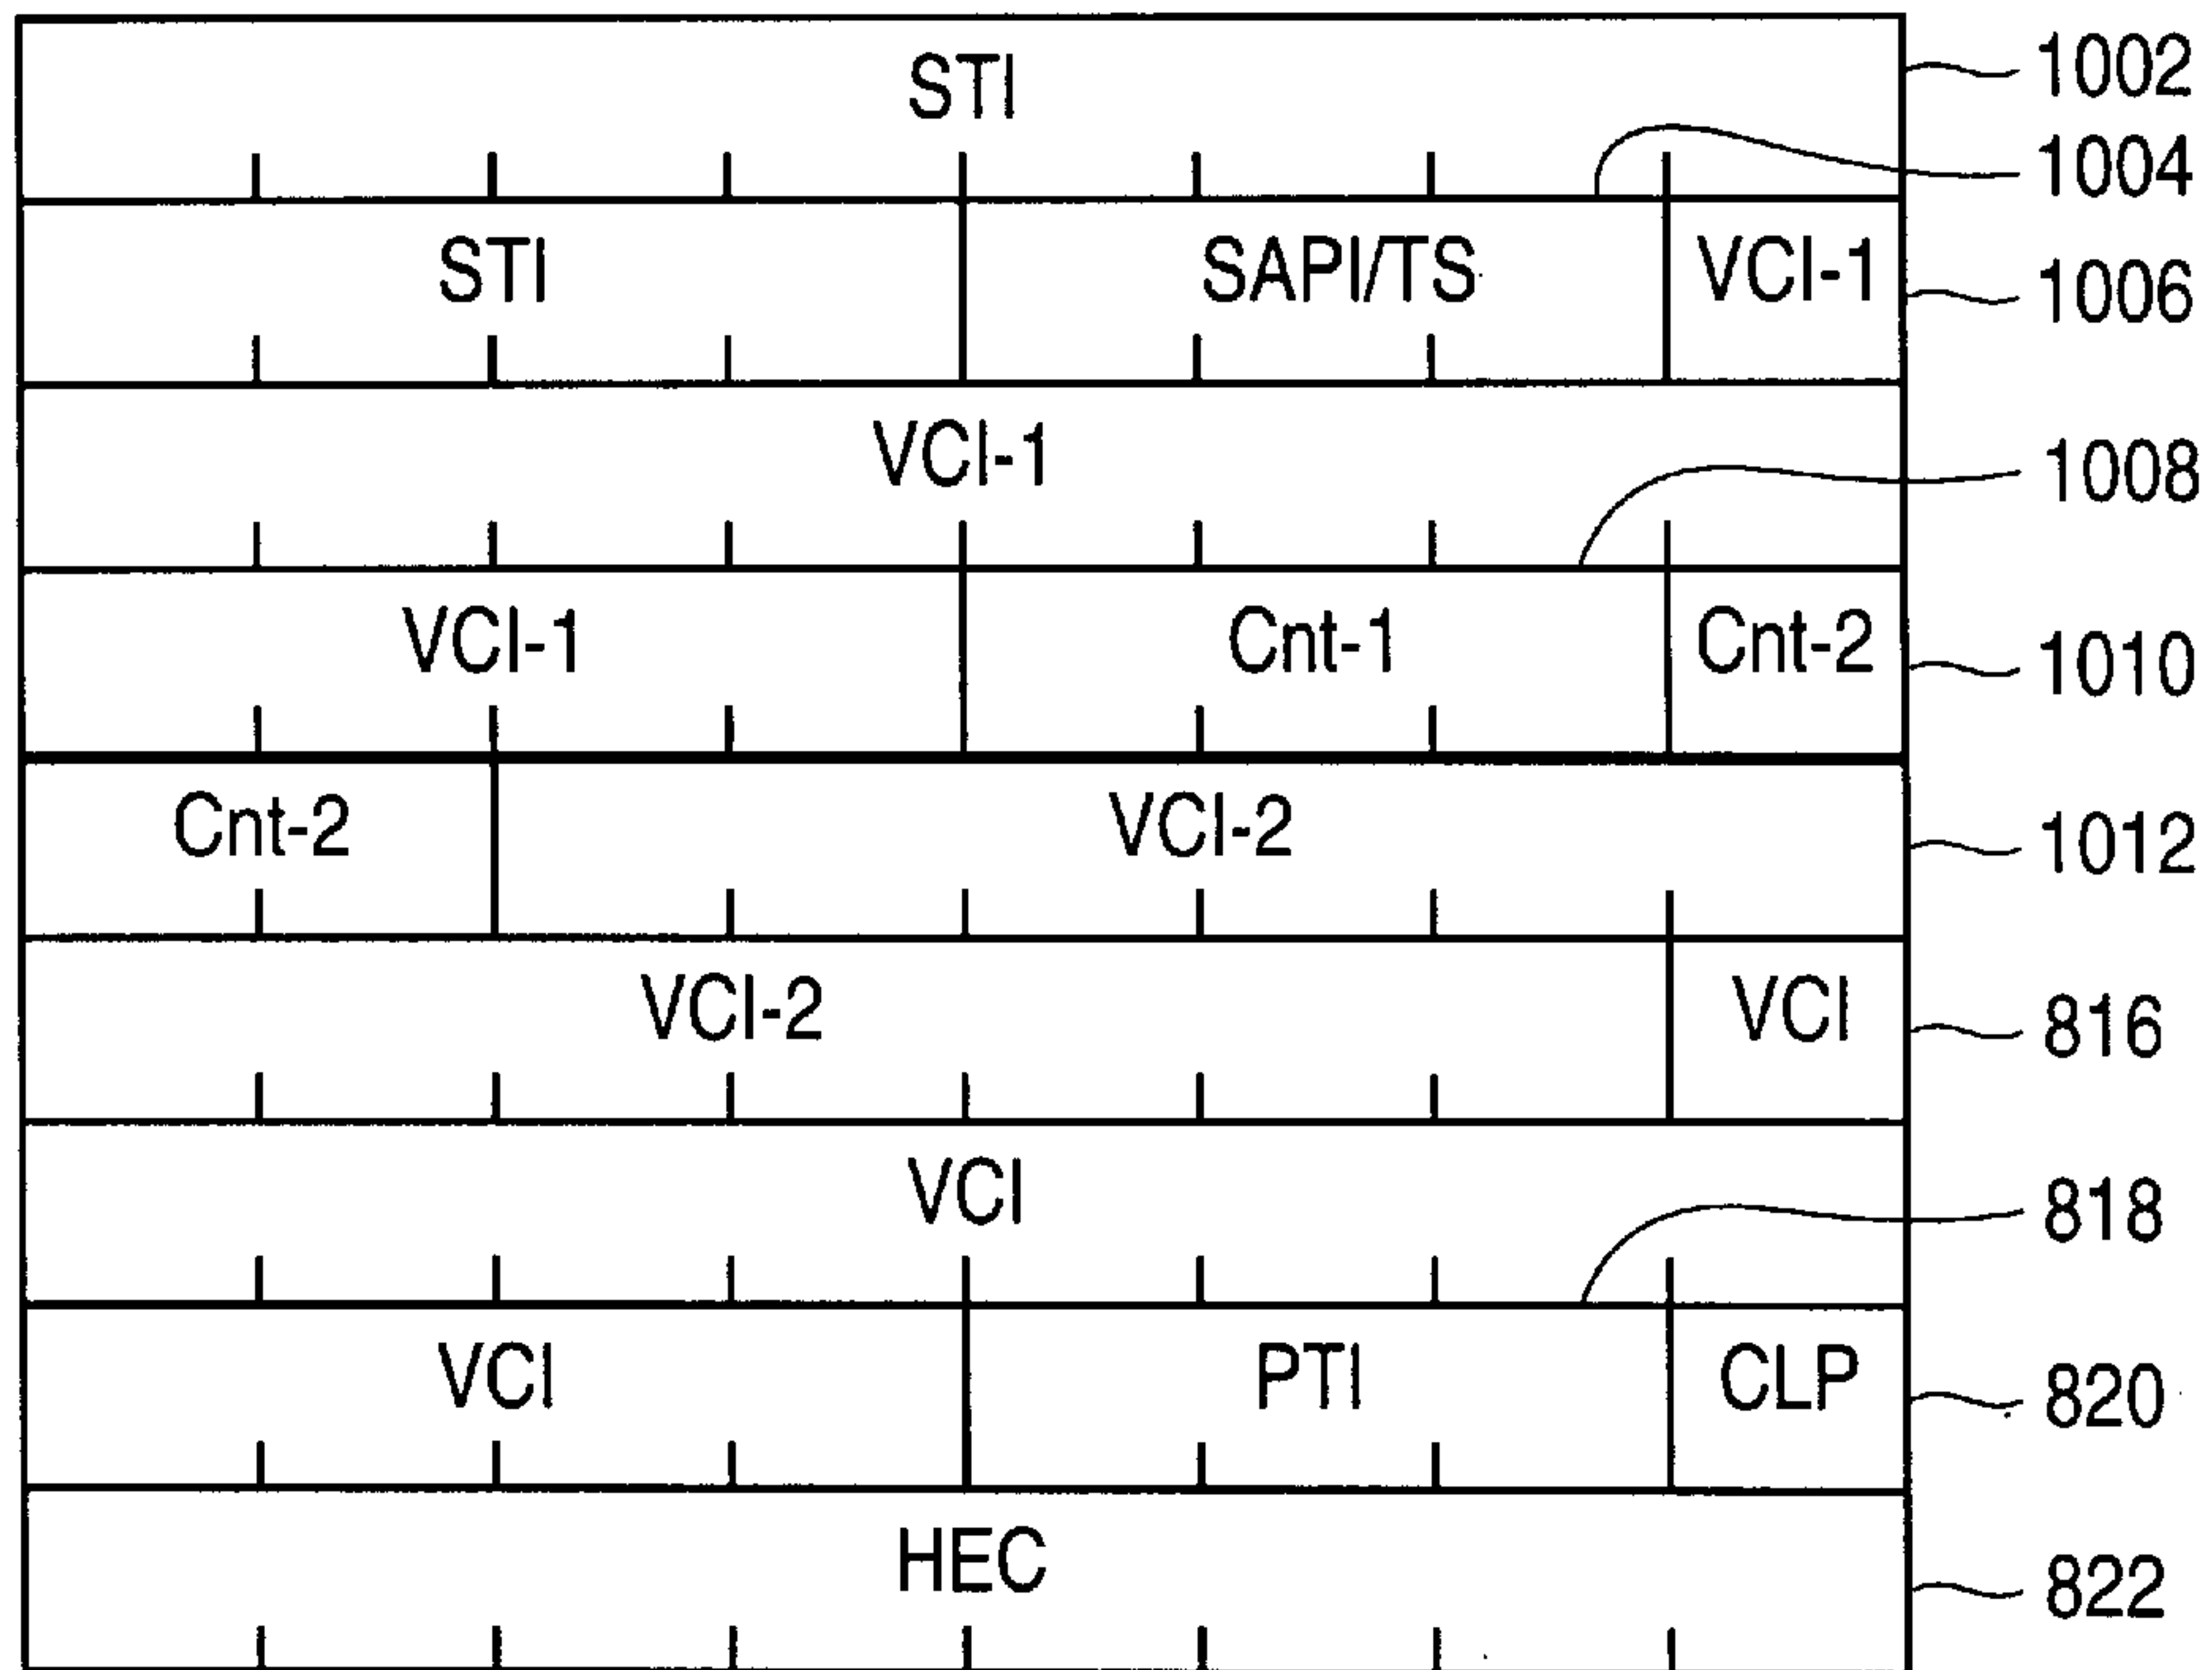 STI 1002
1004
STI SAPI/TS VCI-1 1006
VCI-1 1008
VCI-1 Cnt-1 Cnt-2 1010
Cnt-2 VCI-2 1012
VCI-2 VCI 816
VCI 818
VCI PTI CLP 820
HEC 822